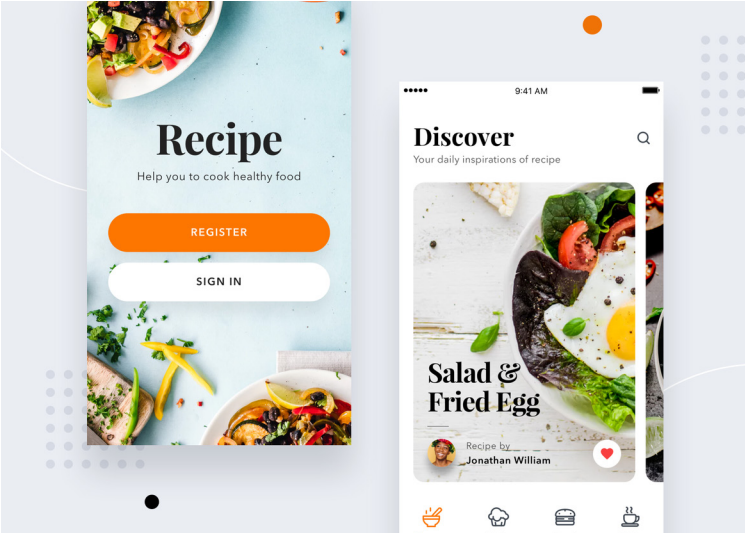 Recipe
Help you to cook healthy food
REGISTER
SIGN IN
9:41 AM
Discover
Your daily inspirations of recipe
Salad &
Fried Egg
Recipe by
Jonathan William